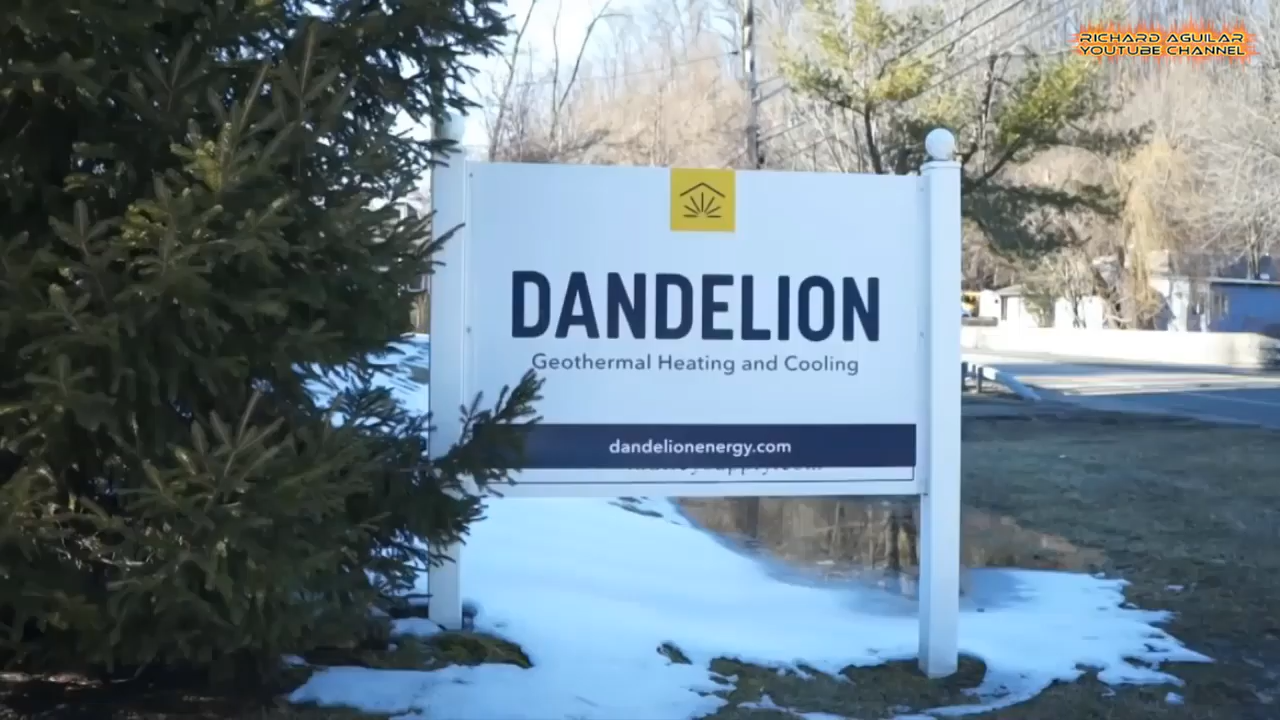 RICHARD AGUILAR
YOUTUBE CHANNEL
DANDELION
Geothermal Heating and Cooling
dandelionenergy.com